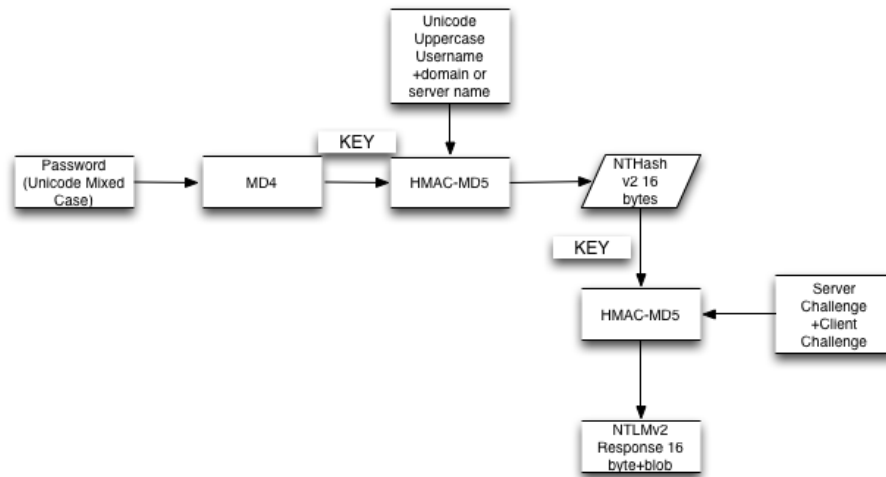 Unicode
Uppercase
Username
+domain or
server name
KEY
Password
(Unicode Mixed
Case)
MD4
HMAC-MD5
NTHash
v2 16
bytes
KEY
HMAC-MD5
Server
Challenge
+Client
Challenge
NTLMv2
Response 16
byte+blob